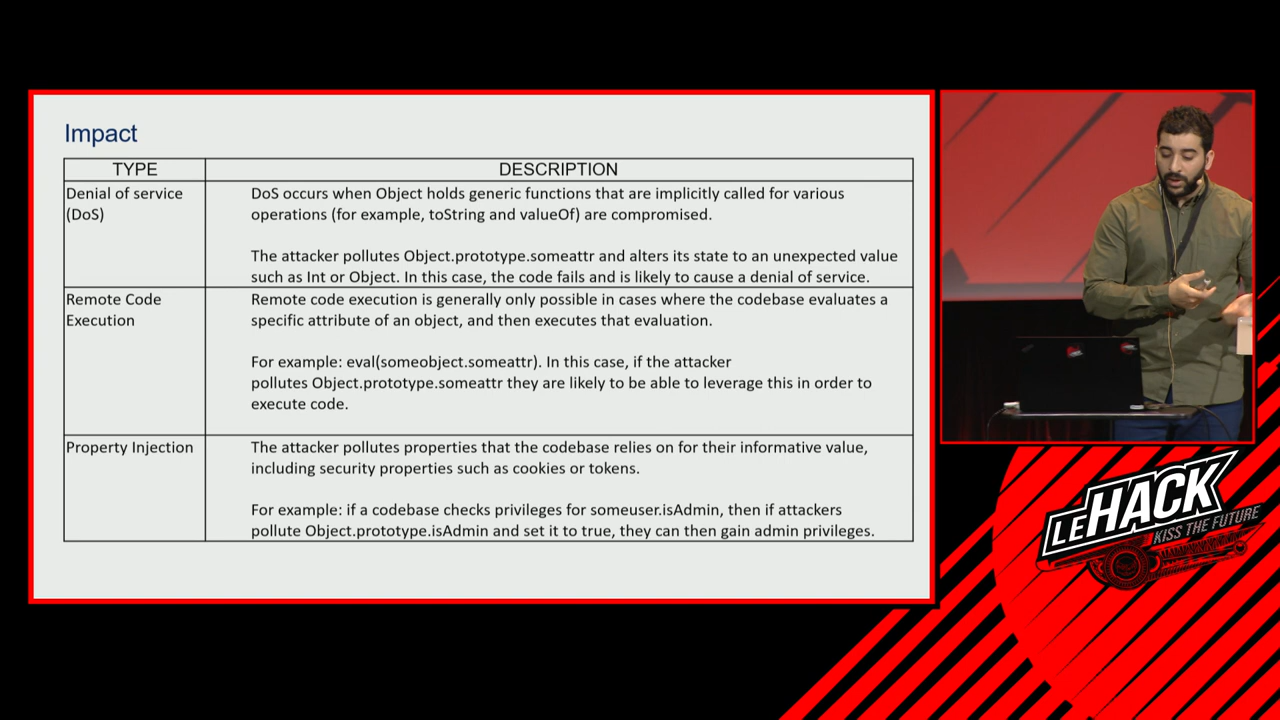 Impact
TYPE
DESCRIPTION
Denial of service
(DoS)
DoS occurs when Object holds generic functions that are implicitly called for various
operations (for example, toString and valueOf) are compromised.
The attacker pollutes Object.prototype.someattr and alters its state to an unexpected value
such as Int or Object. In this case, the code fails and is likely to cause a denial of service.
Remote Code
Execution
Remote code execution is generally only possible in cases where the codebase evaluates a
specific attribute of an object, and then executes that evaluation.
For example: eval(someobject.someattr). In this case, if the attacker
pollutes Object.prototype.someattr they are likely to be able to leverage this in order to
execute code.
Property Injection
The attacker pollutes properties that the codebase relies on for their informative value,
including security properties such as cookies or tokens.
For example: if a codebase checks privileges for someuser.isAdmin, then if attackers
pollute Object.prototype.isAdmin and set it to true, they can then gain admin privileges.
LEHACK
KISS THE FUTURE